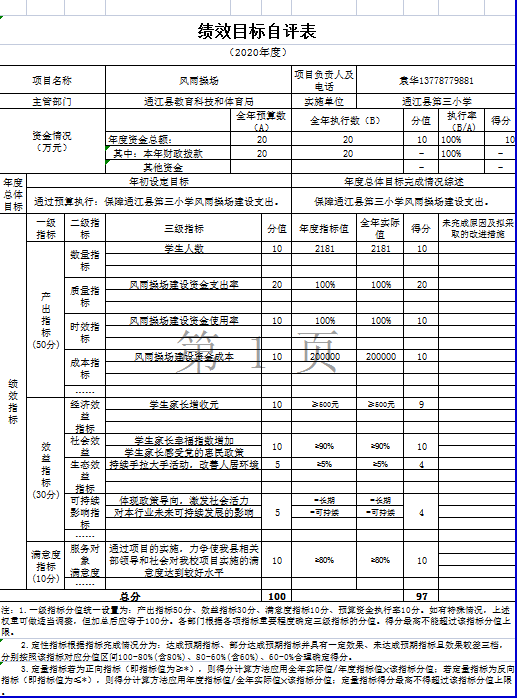 绩效目标自评表
（2020年度）
项目名称 风雨操场 项目负责人及电话 袁华13778779881
主管部门 通江县教育科技和体育局 实施单位 通江县第三小学
资金情况（万元） 全年预算数（A） 全年执行数（B） 分值 执行率（B/A） 得分
年度资金总额： 20 20 10 100% 10
其中：本年财政拨款 20 20 - 100% -
其他资金 - -
年度总体目标 年初设定目标 年度总体目标完成情况综述
通过预算执行：保障通江县第三小学风雨操场建设支出。 保障通江县第三小学风雨操场建设支出。
绩效指标 一级指标 二级指标 三级指标 分值 年度指标值 全年实际值 得分 未完成原因及拟采取的改进措施
产出指标（50分） 数量指标 学生人数 10 2181 2181 10
质量指标 风雨操场建设资金支出率 20 100% 100% 20
时效指标 风雨操场建设资金使用率 10 100% 100% 10
成本指标 风雨操场建设资金成本 10 200000 200000 10
……
效益指标（30分） 经济效益指标 学生家长增收元 10 ≥500元 ≥500元 9
社会效益 学生家长幸福指数增加 10 ≥90% ≥90% 10
学生家长感受党的惠民政策
生态效益指标 持续手拉大手活动，改善人居环境 5 ≥5% ≥5% 4
可持续影响指标 体现政策导向，激发社会活力 5 =长期 =长期 4
对本行业未来可持续发展的影响 =可持续 =可持续
……
满意度指标（10分） 服务对象满意度 通过项目的实施，力争使我县相关部领导和社会对我校项目实施的满意度达到较好水平 10 ≥80% ≥80% 10
……
总分 100 97
注：1.一级指标分值统一设置为：产出指标50分、效益指标30分、满意度指标10分、预算资金执行率10分。如有特殊情况，上述
权重可做适当调整，但加总后应等于100分。各部门根据各项指标重要程度确定三级指标的分值。得分最高不能超过该指标分值上
限。
2.定性指标根据指标完成情况分为：达成预期指标、部分达成预期指标并具有一定效果、未达成预期指标且效果较差三档，
分别按照该指标对应分值区间100-80%(含80%)、80-60%(含60%)、60-0%合理确定得分。
3.定量指标若为正向指标（即指标值为≥*），则得分计算方法应用全年实际值/年度指标值×该指标分值；若定量指标为反向
指标（即指标值为≤*），则得分计算方法应用年度指标值/全年实际值×该指标分值；定量指标得分最高不得超过该指标分值上限
。
第 1 页